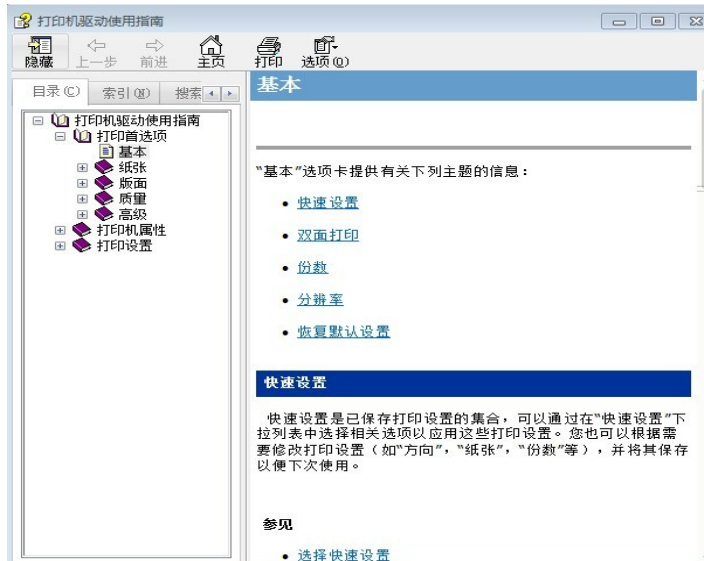 打印机驱动使用指南
隐藏 上一步 前进 主页 打印 选项(O)
目录(C) 索引(N) 搜索
打印机驱动使用指南
打印首选项
基本
纸张
版面
质量
高级
打印机属性
打印设置
基本
“基本”选项卡提供有关下列主题的信息：
• 快速设置
• 双面打印
• 份数
• 分辨率
• 恢复默认设置
快速设置
快速设置是已保存打印设置的集合，可以通过在“快速设置”下
拉列表中选择相关选项以应用这些打印设置。您也可以根据需
要修改打印设置（如“方向”，“纸张”，“份数”等），并将其保存
以便下次使用。
参见
• 选择快速设置